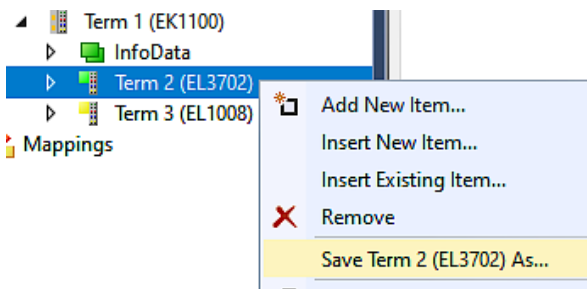 Term 1 (EK1100)
InfoData
Term 2 (EL3702)
Term 3 (EL1008)
Mappings
Add New Item...
Insert New Item...
Insert Existing Item...
Remove
Save Term 2 (EL3702) As...